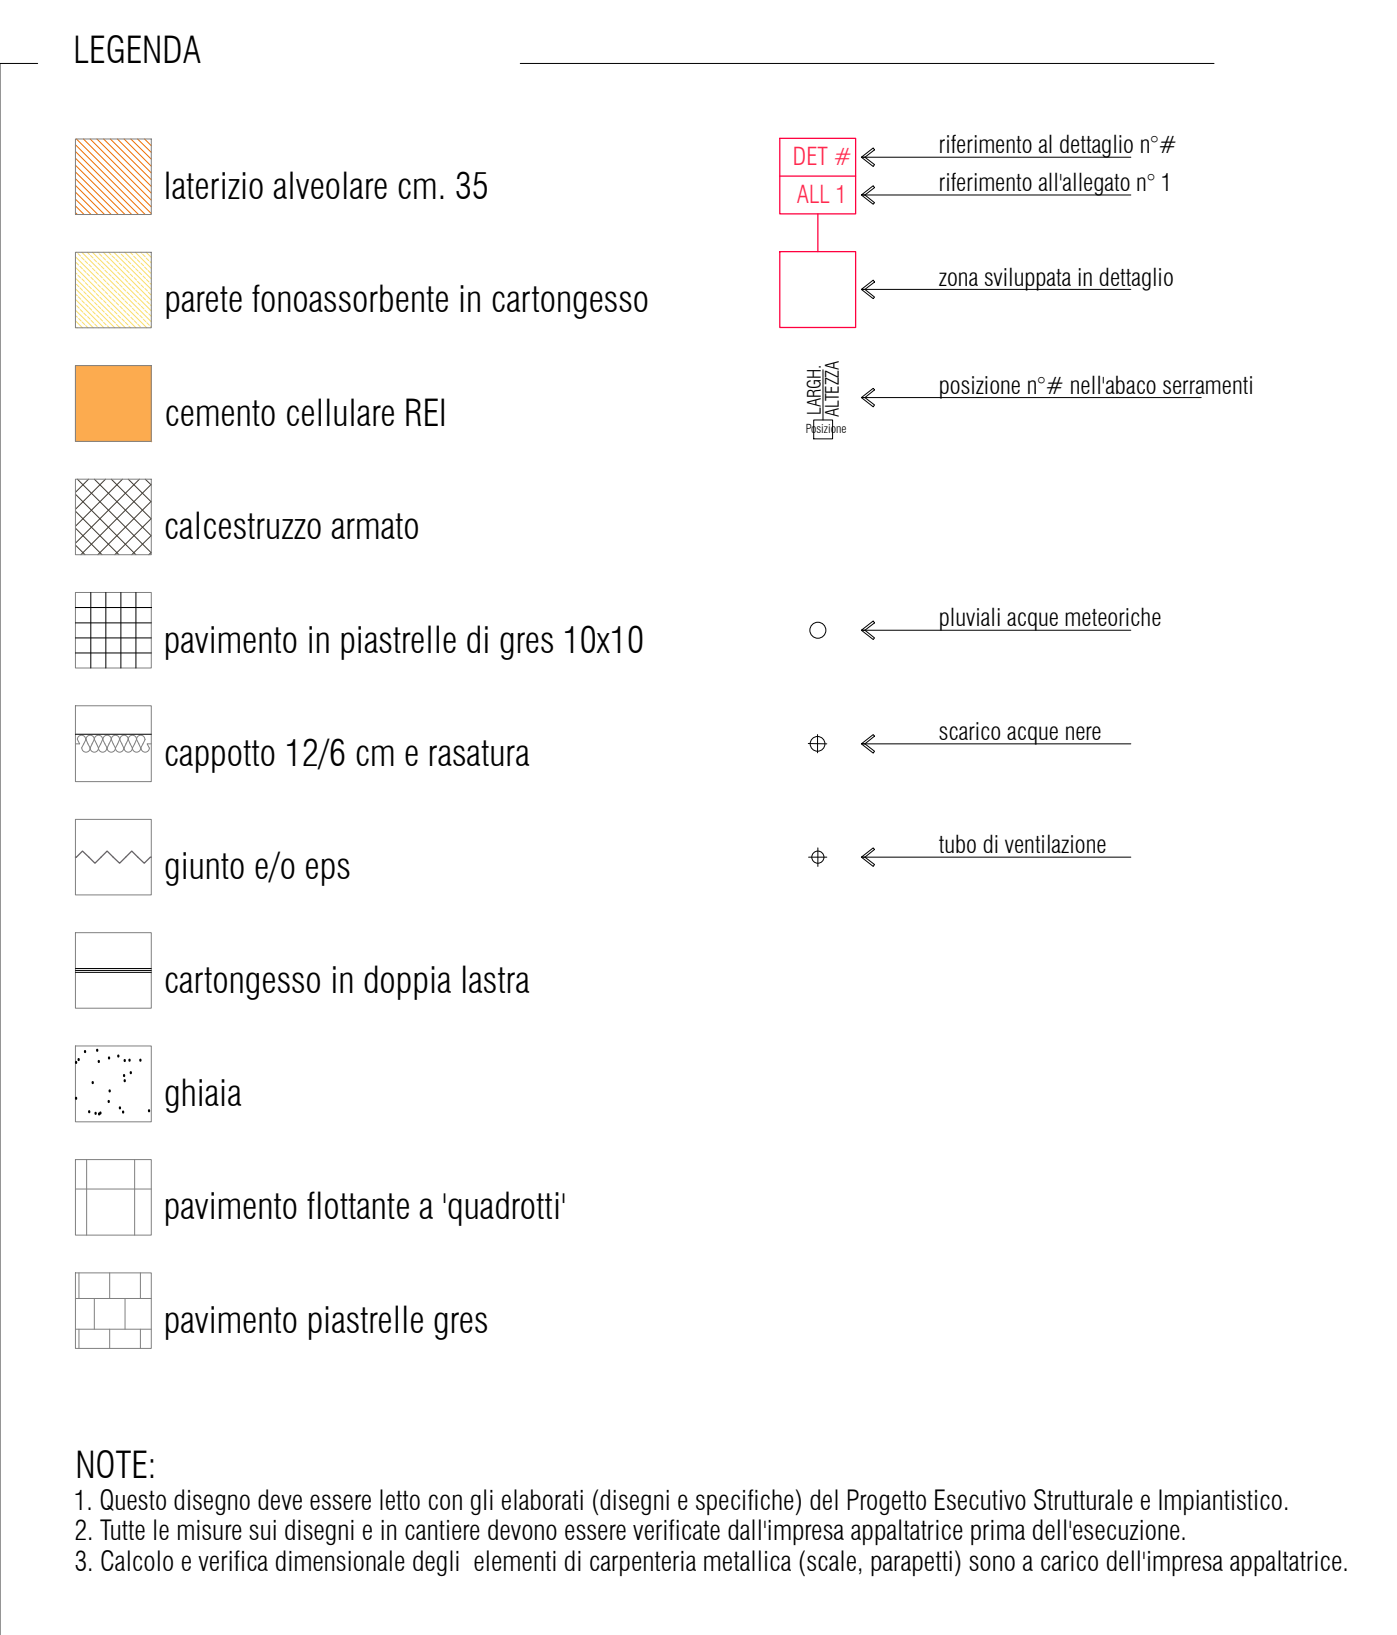 LEGENDA
laterizio alveolare cm. 35
parete fonoassorbente in cartongesso
cemento cellulare REI
calcestruzzo armato
pavimento in piastrelle di gres 10x10
cappotto 12/6 cm e rasatura
giunto e/o eps
cartongesso in doppia lastra
ghiaia
pavimento flottante a 'quadrotti'
pavimento piastrelle gres
DET #
riferimento al dettaglio n°#
ALL 1
riferimento all'allegato n° 1
zona sviluppata in dettaglio
LARGH.
ALTEZZA
Posizione
posizione n°# nell'abaco serramenti
pluviali acque meteoriche
scarico acque nere
tubo di ventilazione
NOTE:
1. Questo disegno deve essere letto con gli elaborati (disegni e specifiche) del Progetto Esecutivo Strutturale e Impiantistico.
2. Tutte le misure sui disegni e in cantiere devono essere verificate dall'impresa appaltatrice prima dell'esecuzione.
3. Calcolo e verifica dimensionale degli  elementi di carpenteria metallica (scale, parapetti) sono a carico dell'impresa appaltatrice.